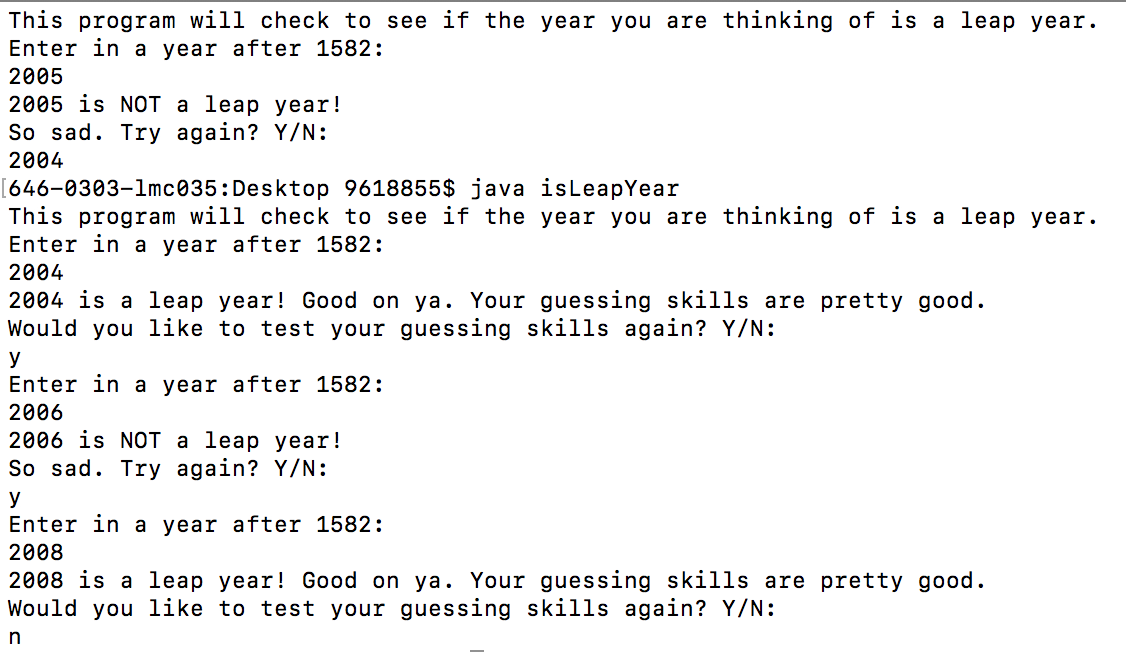 This program will check to see if the year you are thinking of is a leap year.
Enter in a year after 1582:
2005
2005 is NOT a leap year!
So sad. Try again? Y/N:
2004
[646-0303-lmc035:Desktop 9618855$ java isLeapYear
This program will check to see if the year you are thinking of is a leap year.
Enter in a year after 1582:
2004
2004 is a leap year! Good on ya. Your guessing skills are pretty good.
Would you like to test your guessing skills again? Y/N:
y
Enter in a year after 1582:
2006
2006 is NOT a leap year!
So sad. Try again? Y/N:
y
Enter in a year after 1582:
2008
2008 is a leap year! Good on ya. Your guessing skills are pretty good.
Would you like to test your guessing skills again? Y/N:
n